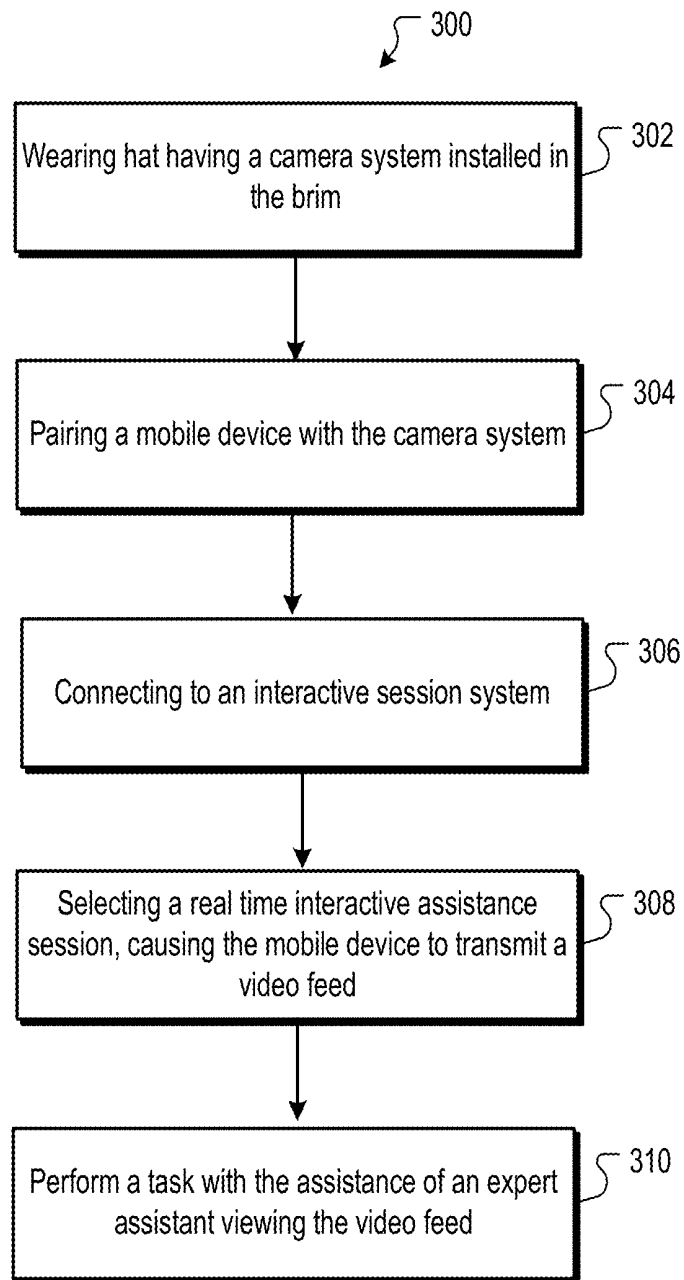 300
Wearing hat having a camera system installed in
the brim
302
Pairing a mobile device with the camera system
304
Connecting to an interactive session system
306
Selecting a real time interactive assistance
session, causing the mobile device to transmit a
video feed
308
Perform a task with the assistance of an expert
assistant viewing the video feed
310